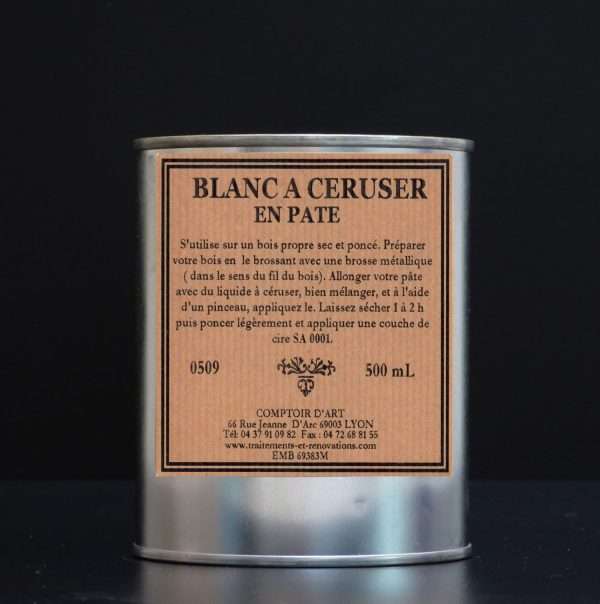 BLANC A CERUSER
EN PATE
S'utilise sur un bois propre sec et poncé. Préparer
votre bois en le brossant avec une brosse métallique
( dans le sens du fil du bois). Allonger votre pâte
avec du liquide à céruser, bien mélanger, et à l'aide
d'un pinceau, appliquez le. Laissez sécher 1 à 2 h
puis poncer légèrement et appliquer une couche de
cire SA 0001.
0509 500 mL
COMPTOIR D'ART
66 Rue Jeanne D'Arc 69003 LYON
Tél: 04 37 91 09 82 Fax : 04 72 68 81 55
www.traitements-et-renovations.com
EMB 69383M